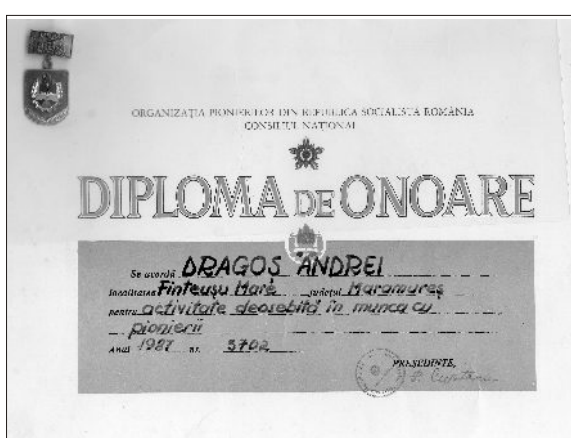 ORGANIZAȚIA PIONIERILOR DIN REPUBLICA SOCIALISTĂ ROMÂNIA
CONSILIUL NAȚIONAL
DIPLOMA DE ONOARE
Se acordă DRAGOȘ ANDREI
localitatea Finteușu Mare județul Maramureș
pentru activitate deosebită în munca cu
pionierii
Anul 1987 nr. 3702
PREȘEDINTE,